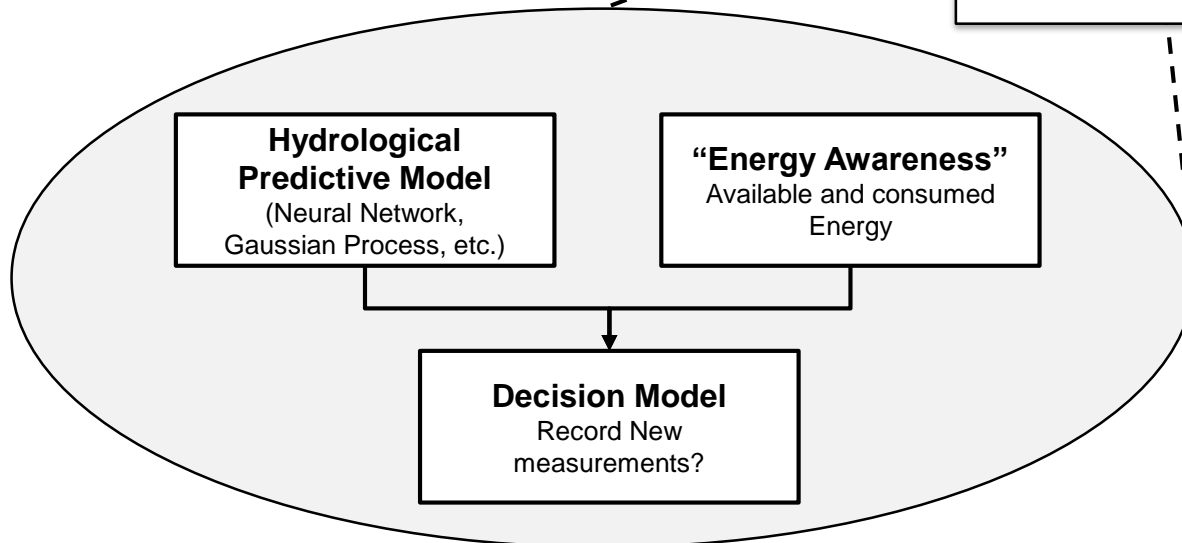 Hydrological
Predictive Model
(Neural Network,
Gaussian Process, etc.)
“Energy Awareness”
Available and consumed
Energy
Decision Model
Record New
measurements?